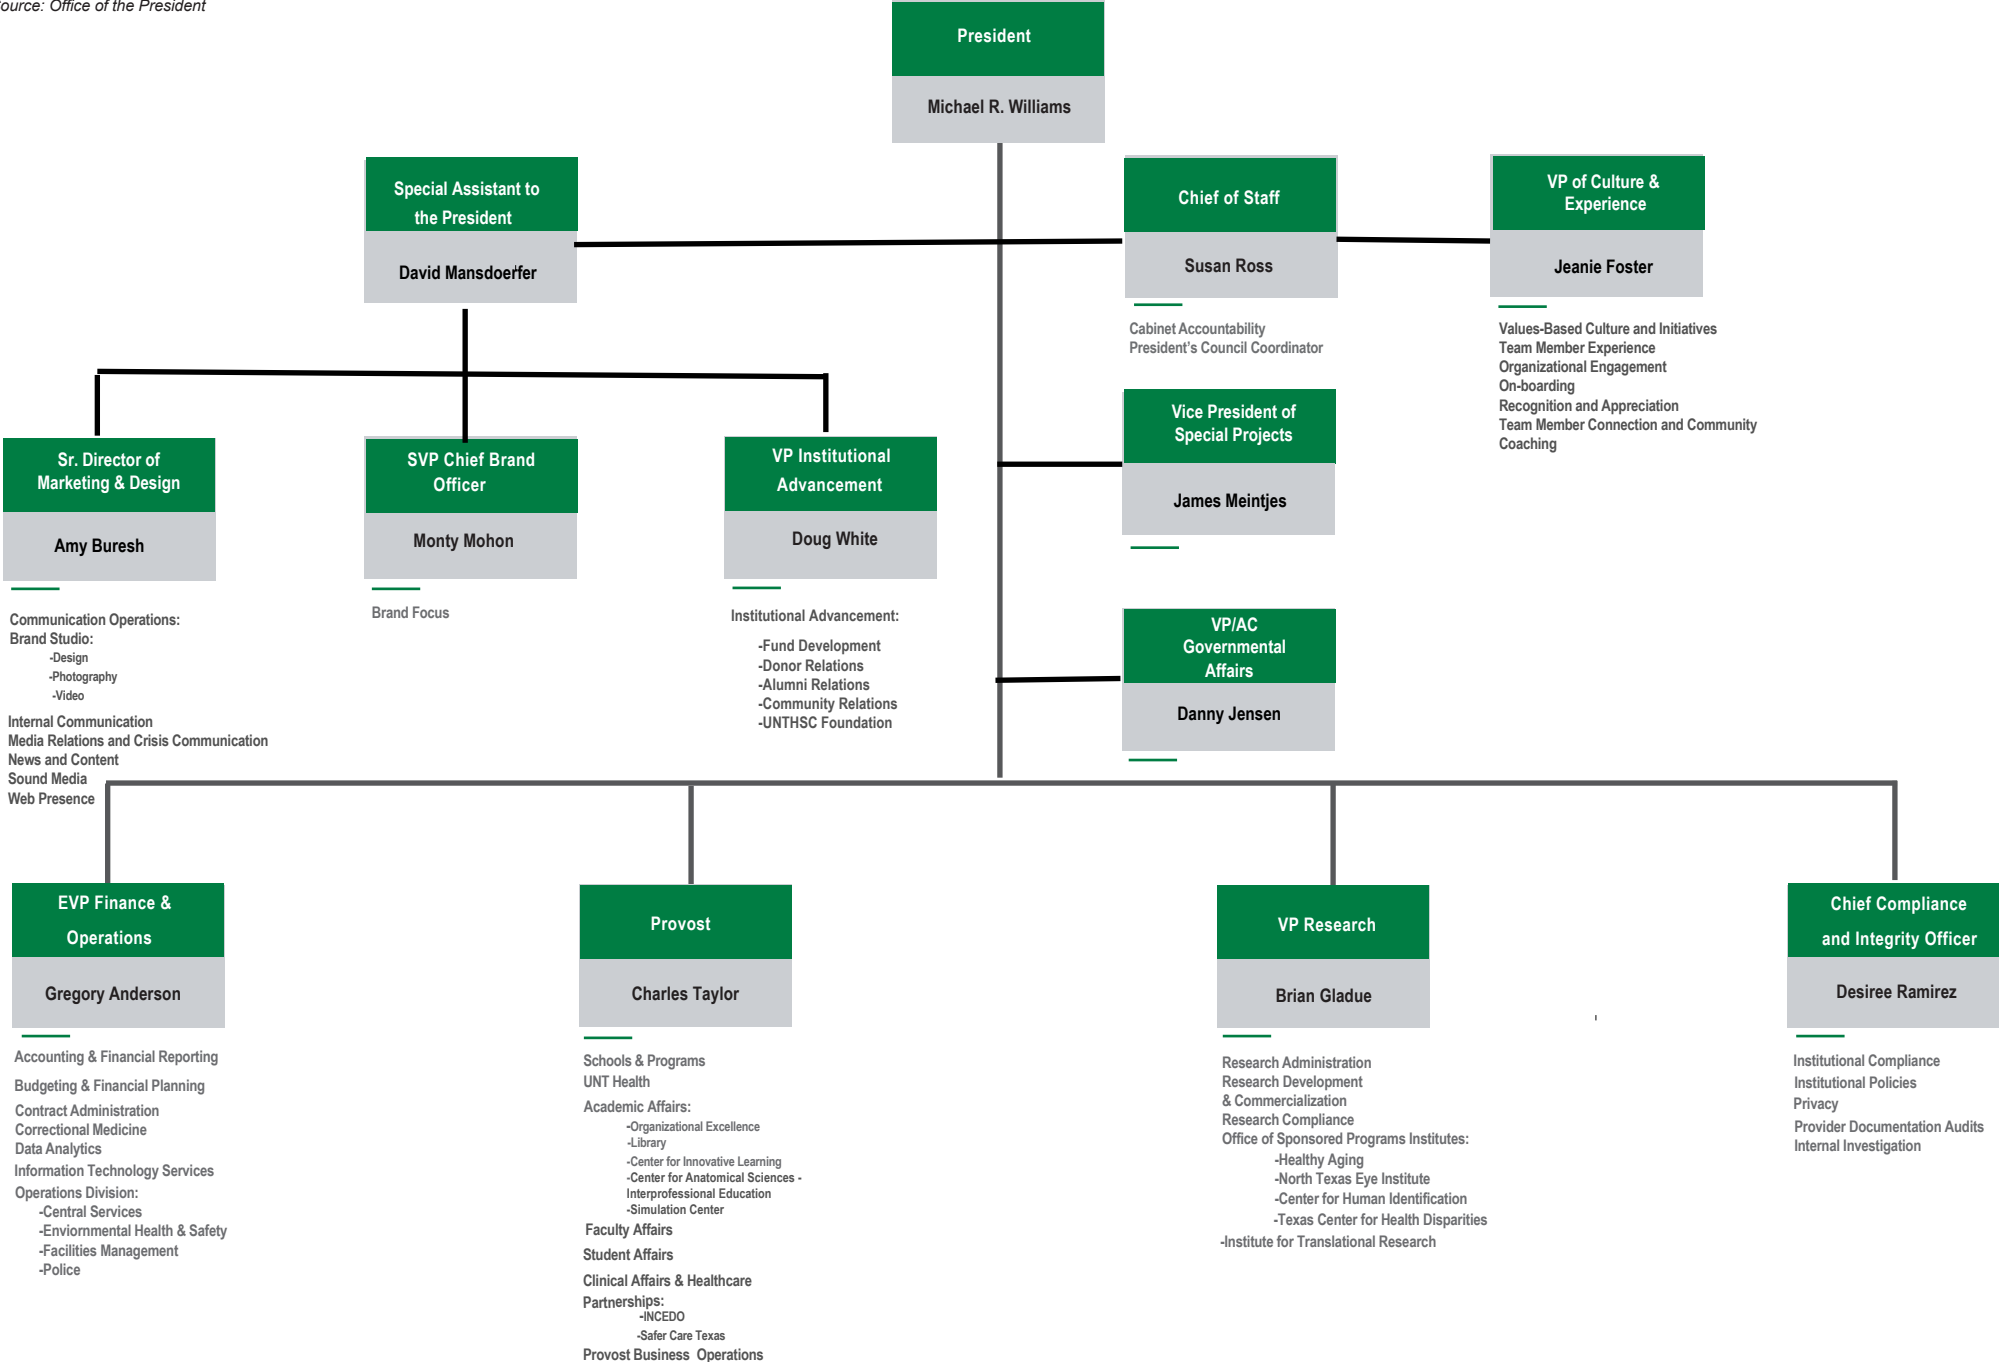 Source: Office of the President
President
Michael R. Williams
Special Assistant to
the President
David Mansdoerfer
Chief of Staff
Susan Ross
Cabinet Accountability
President's Council Coordinator
VP of Culture &
Experience
Jeanie Foster
Values-Based Culture and Initiatives
Team Member Experience
Organizational Engagement
On-boarding
Recognition and Appreciation
Team Member Connection and Community
Coaching
Vice President of
Special Projects
James Meintjes
Sr. Director of
Marketing & Design
Amy Buresh
Communication Operations:
Brand Studio:
-Design
-Photography
-Video
Internal Communication
Media Relations and Crisis Communication
News and Content
Sound Media
Web Presence
SVP Chief Brand
Officer
Monty Mohon
Brand Focus
VP Institutional
Advancement
Doug White
Institutional Advancement:
-Fund Development
-Donor Relations
-Alumni Relations
-Community Relations
-UNTHSC Foundation
VP/AC
Governmental
Affairs
Danny Jensen
EVP Finance &
Operations
Gregory Anderson
Accounting & Financial Reporting
Budgeting & Financial Planning
Contract Administration
Correctional Medicine
Data Analytics
Information Technology Services
Operations Division:
-Central Services
-Enviornmental Health & Safety
-Facilities Management
-Police
Provost
Charles Taylor
Schools & Programs
UNT Health
Academic Affairs:
-Organizational Excellence
-Library
-Center for Innovative Learning
-Center for Anatomical Sciences -
Interprofessional Education
-Simulation Center
Faculty Affairs
Student Affairs
Clinical Affairs & Healthcare
Partnerships:
-INCEDO
-Safer Care Texas
Provost Business Operations
VP Research
Brian Gladue
Research Administration
Research Development
& Commercialization
Research Compliance
Office of Sponsored Programs Institutes:
-Healthy Aging
-North Texas Eye Institute
-Center for Human Identification
-Texas Center for Health Disparities
-Institute for Translational Research
Chief Compliance
and Integrity Officer
Desiree Ramirez
Institutional Compliance
Institutional Policies
Privacy
Provider Documentation Audits
Internal Investigation